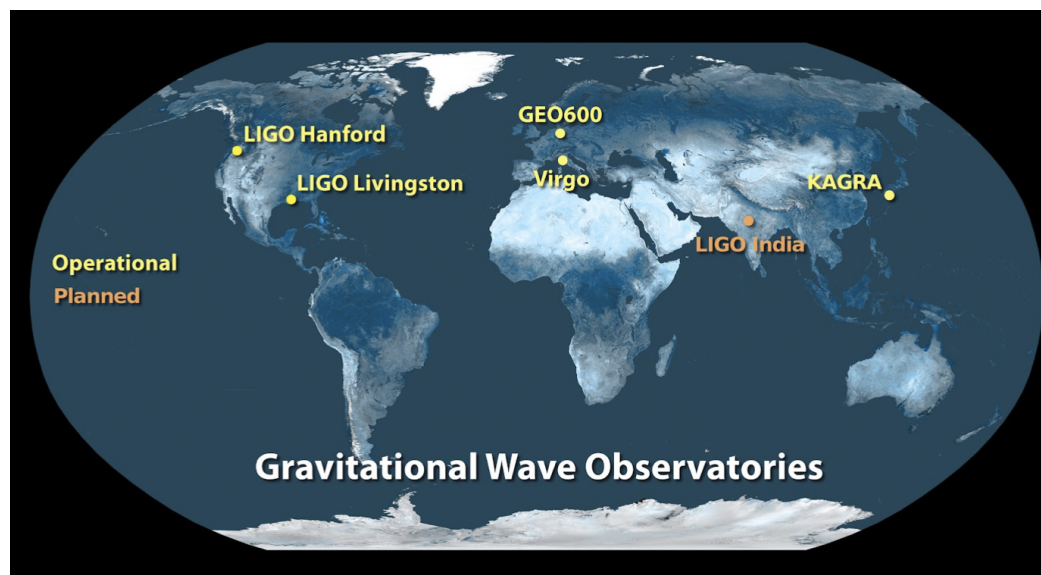 GEO600
LIGO Hanford
Virgo
KAGRA
LIGO Livingston
LIGO India
Operational
Planned
Gravitational Wave Observatories